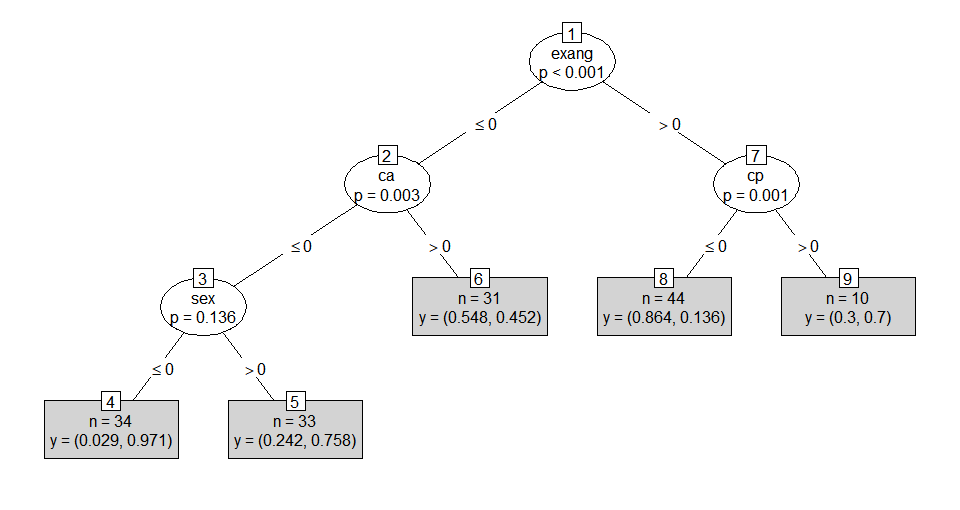 1
exang
p < 0.001
≤ 0
> 0
2
ca
p = 0.003
7
cp
p = 0.001
≤ 0
> 0
≤ 0
> 0
3
sex
p = 0.136
6
n = 31
y = (0.548, 0.452)
8
n = 44
y = (0.864, 0.136)
9
n = 10
y = (0.3, 0.7)
≤ 0
> 0
4
n = 34
y = (0.029, 0.971)
5
n = 33
y = (0.242, 0.758)